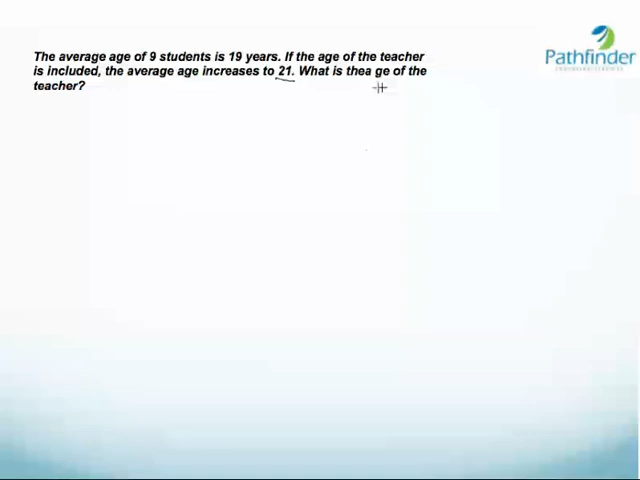 The average age of 9 students is 19 years. If the age of the teacher
is included, the average age increases to 21. What is thea ge of the
teacher?
Pathfinder